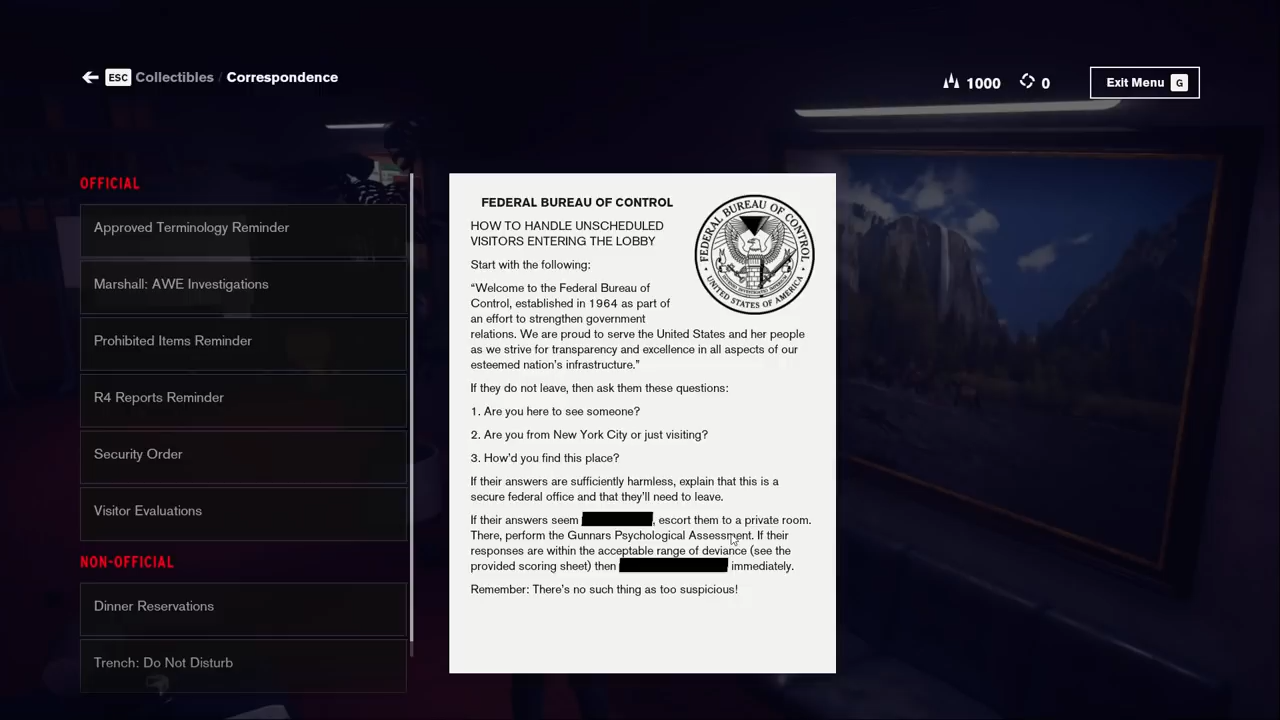 ESC Collectibles / Correspondence
1000 0 Exit Menu G
OFFICIAL
Approved Terminology Reminder
Marshall: AWE Investigations
Prohibited Items Reminder
R4 Reports Reminder
Security Order
Visitor Evaluations
NON-OFFICIAL
Dinner Reservations
Trench: Do Not Disturb
FEDERAL BUREAU OF CONTROL
HOW TO HANDLE UNSCHEDULED
VISITORS ENTERING THE LOBBY
Start with the following:
“Welcome to the Federal Bureau of
Control, established in 1964 as part of
an effort to strengthen government
relations. We are proud to serve the United States and her people
as we strive for transparency and excellence in all aspects of our
esteemed nation’s infrastructure.”
If they do not leave, then ask them these questions:
1. Are you here to see someone?
2. Are you from New York City or just visiting?
3. How’d you find this place?
If their answers are sufficiently harmless, explain that this is a
secure federal office and that they’ll need to leave.
If their answers seem , escort them to a private room.
There, perform the Gunnars Psychological Assessment. If their
responses are within the acceptable range of deviance (see the
provided scoring sheet) then immediately.
Remember: There’s no such thing as too suspicious!
FEDERAL BUREAU OF CONTROL
UNITED STATES OF AMERICA